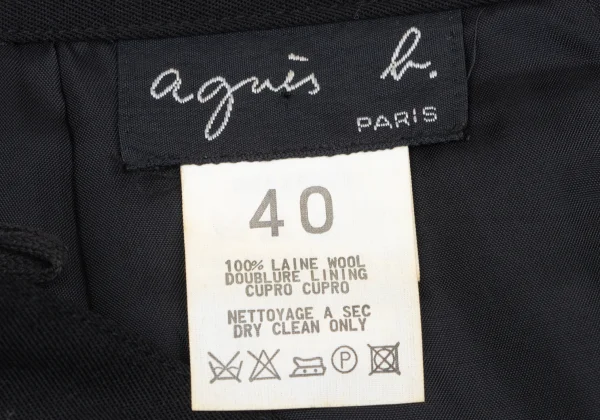 agnès b.
PARIS
40
100% LAINE WOOL
DOUBLURE LINING
CUPRO CUPRO
NETTOYAGE A SEC
DRY CLEAN ONLY
P